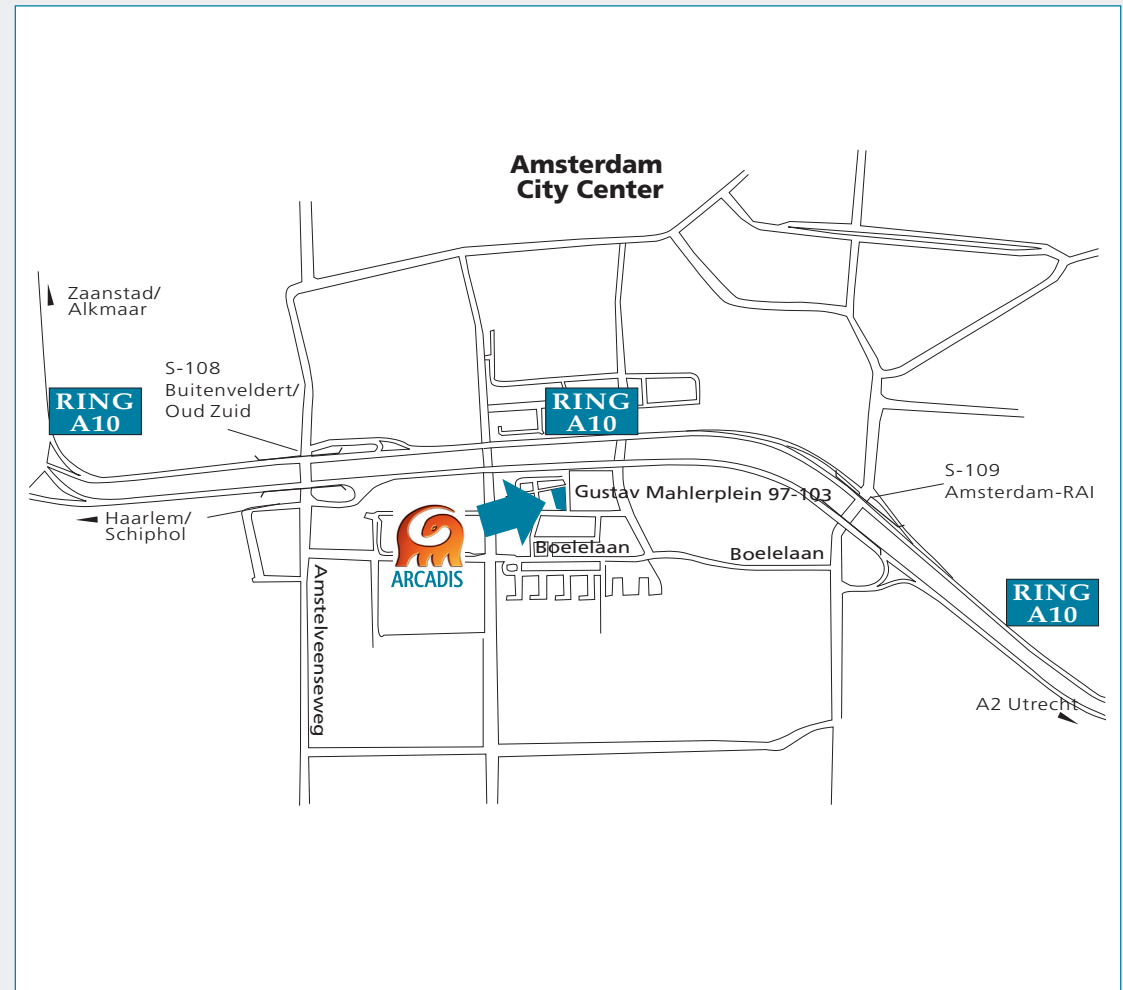 Amsterdam
City Center
Zaanstad/
Alkmaar
S-108
Buitenveldert/
Oud Zuid
RING
A10
RING
A10
S-109
Amsterdam-RAI
Gustav Mahlerplein 97-103
Haarlem/
Schiphol
Boelelaan
Boelelaan
ARCADIS
Amstelveenseweg
RING
A10
A2 Utrecht